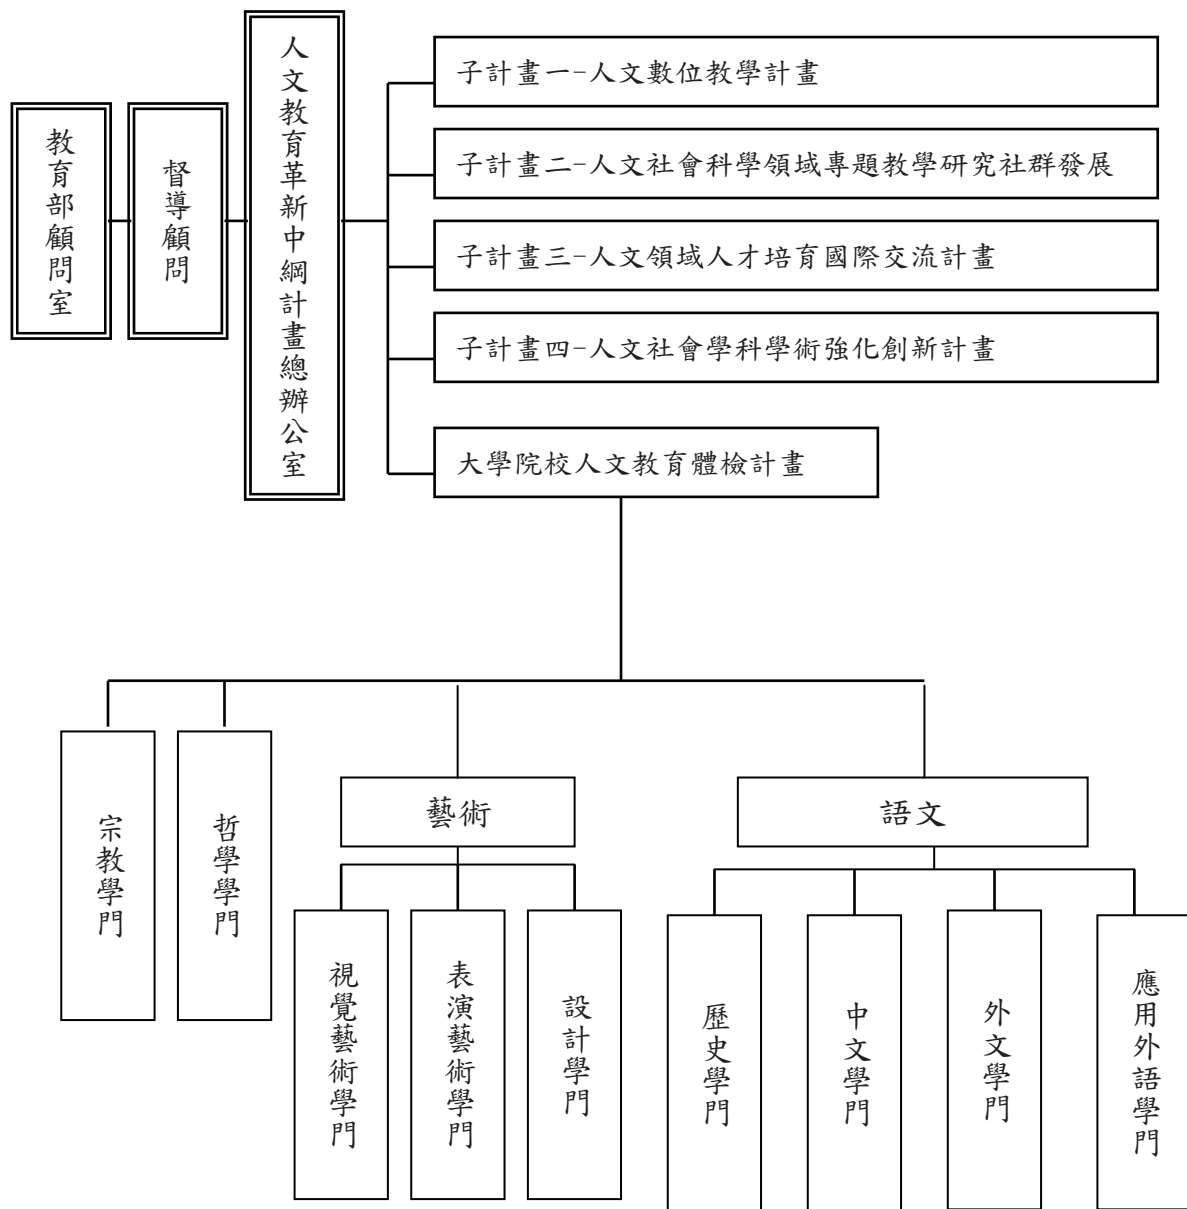 教育部顧問室
督導顧問
人文教育革新中綱計畫總辦公室
子計畫一-人文數位教學計畫
子計畫二-人文社會科學領域專題教學研究社群發展
子計畫三-人文領域人才培育國際交流計畫
子計畫四-人文社會學科學術強化創新計畫
大學院校人文教育體檢計畫
宗教學門
哲學學門
藝術
視覺藝術學門
表演藝術學門
設計學門
語文
歷史學門
中文學門
外文學門
應用外語學門